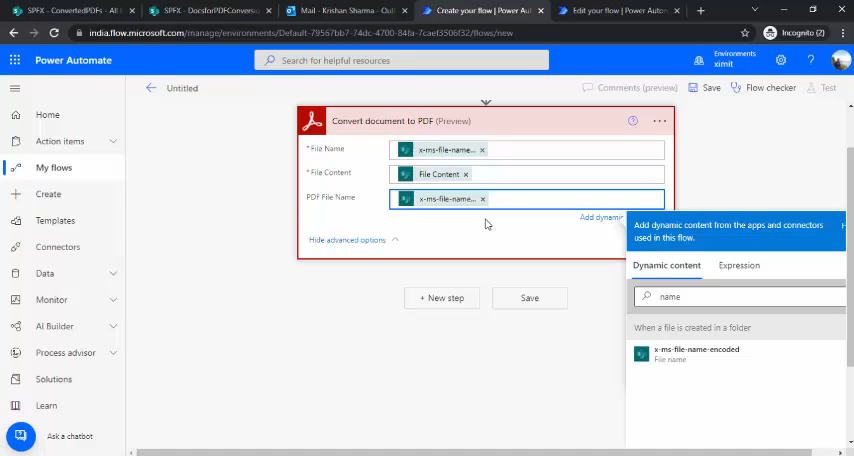 SPFX - ConvertedPDFs - All
SPFX - DocsforPDFConversio
Mail - Krishan Sharma - Outl
Create your flow | Power Aut
Edit your flow | Power Autom
india.flow.microsoft.com/manage/environments/Default-79567bb7-74dc-4700-84fa-7caef3506f32/flows/new
Incognito (2)
Power Automate
Search for helpful resources
Environments
ximit
Untitled
Comments (preview)
Save
Flow checker
Test
Home
Action items
My flows
Create
Templates
Connectors
Data
Monitor
AI Builder
Process advisor
Solutions
Learn
Ask a chatbot
Convert document to PDF (Preview)
* File Name
x-ms-file-name...
* File Content
File Content
PDF File Name
x-ms-file-name...
Add dynamic
Hide advanced options
+ New step
Save
Add dynamic content from the apps and connectors
used in this flow.
Dynamic content
Expression
name
When a file is created in a folder
x-ms-file-name-encoded
File name